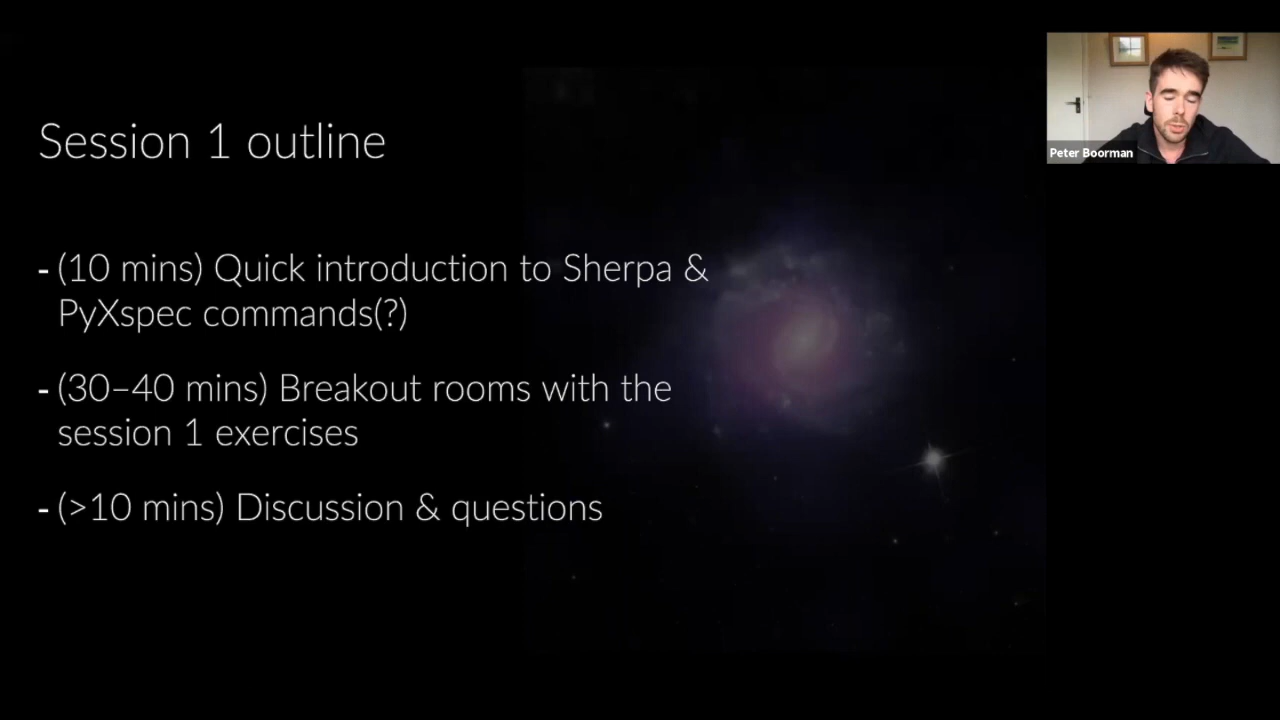 Session 1 outline
- (10 mins) Quick introduction to Sherpa &
PyXspec commands(?)
- (30–40 mins) Breakout rooms with the
session 1 exercises
- (>10 mins) Discussion & questions
Peter Boorman